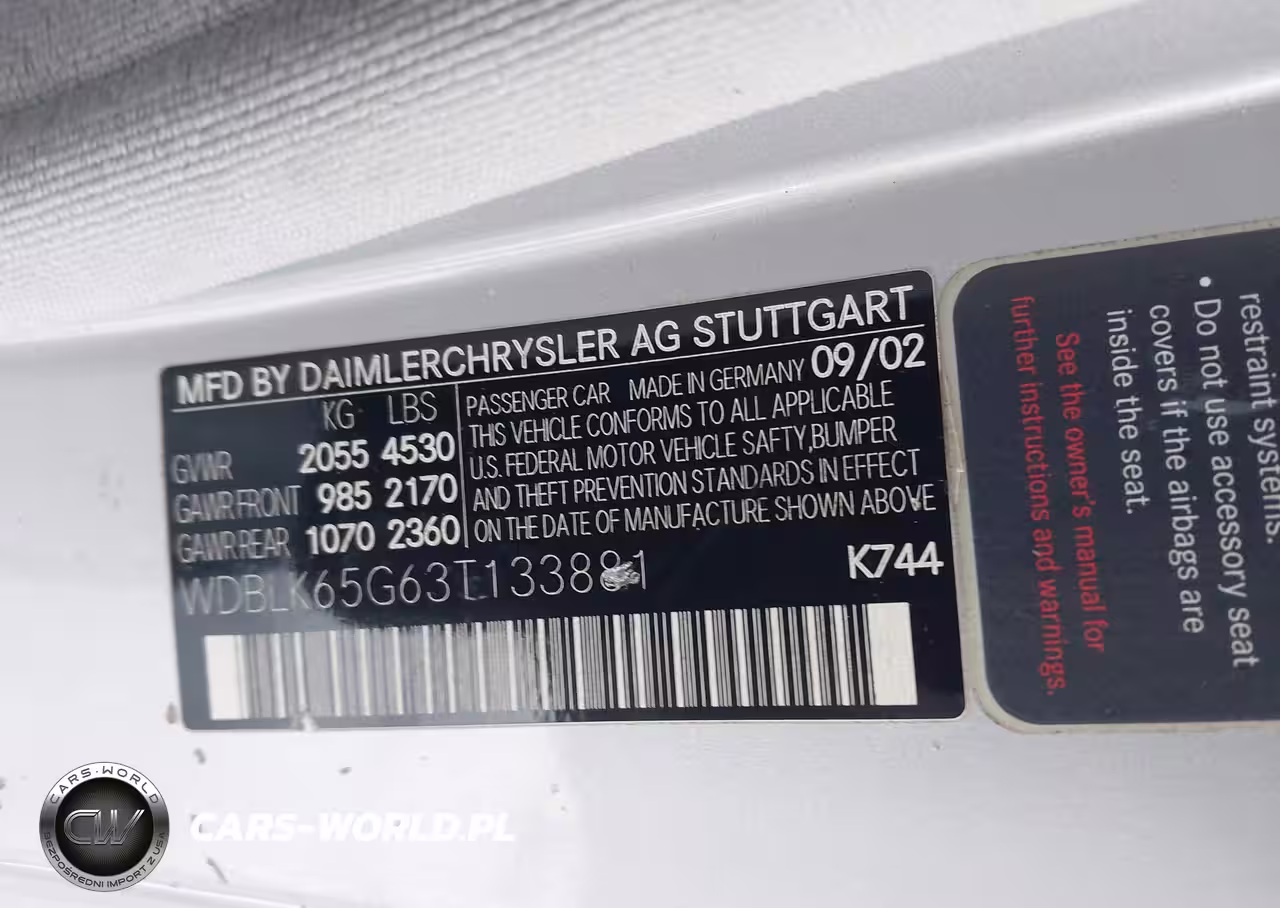 MFD BY DAIMLERCHRYSLER AG STUTTGART
KG LBS
GVWR 2055 4530
GAWR FRONT 985 2170
GAWR REAR 1070 2360
PASSENGER CAR MADE IN GERMANY 09/02
THIS VEHICLE CONFORMS TO ALL APPLICABLE
U.S. FEDERAL MOTOR VEHICLE SAFTY,BUMPER
AND THEFT PREVENTION STANDARDS IN EFFECT
ON THE DATE OF MANUFACTURE SHOWN ABOVE
K744
restraint systems.
• Do not use accessory seat
covers if the airbags are
inside the seat.
See the owner's manual for
further instructions and warnings.
CARS-WORLD
CW
BEZPOŚREDNI IMPORT Z USA
CARS-WORLD.PL